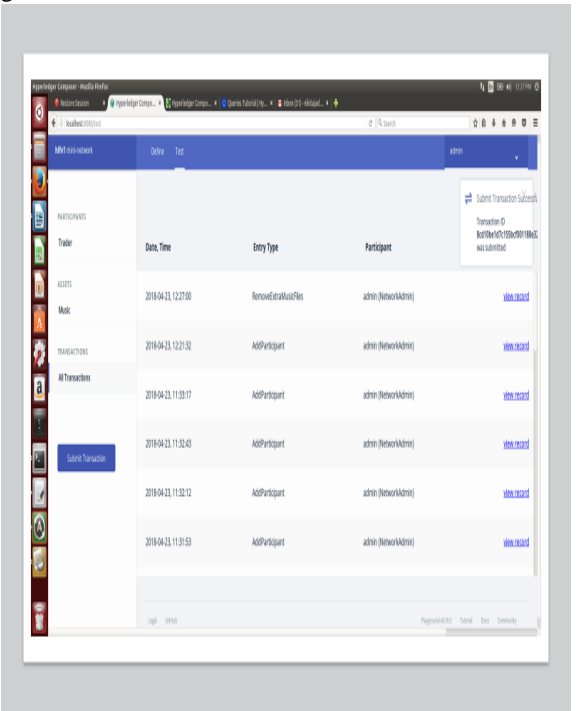 Hyperledger Composer - Mozilla Firefox
12:27 PM
Restore Session
Hyperledger Compo...
Hyperledger Compo...
Queries Tutorial | Hy...
localhost:8080/test
Search
hlfv1
Define Test
admin
Submit Transaction Successfu
Transaction ID
was submitted
PARTICIPANTS
Trader
Date, Time Entry Type Participant
ASSETS
Music
2018-04-23, 12:27:00 RemoveExtraMusicFiles admin (NetworkAdmin) view record
TRANSACTIONS
2018-04-23, 12:21:32 AddParticipant admin (NetworkAdmin) view record
All Transactions
2018-04-23, 11:33:17 AddParticipant admin (NetworkAdmin) view record
Submit Transaction
2018-04-23, 11:32:43 AddParticipant admin (NetworkAdmin) view record
2018-04-23, 11:32:12 AddParticipant admin (NetworkAdmin) view record
2018-04-23, 11:31:53 AddParticipant admin (NetworkAdmin) view record
Legal GitHub Tutorial Docs Community